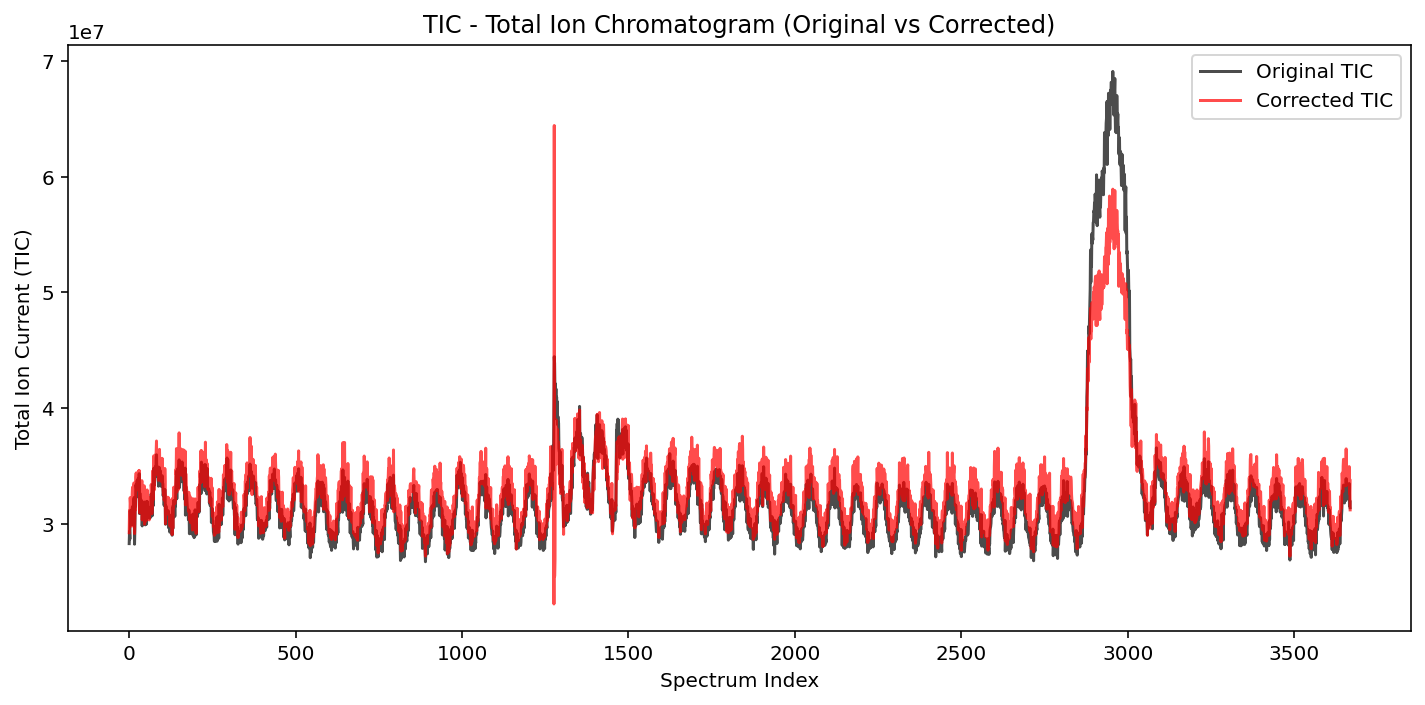 TIC - Total Ion Chromatogram (Original vs Corrected)
1e7
Original TIC
Corrected TIC
7
6
5
4
3
Total Ion Current (TIC)
0 500 1000 1500 2000 2500 3000 3500
Spectrum Index